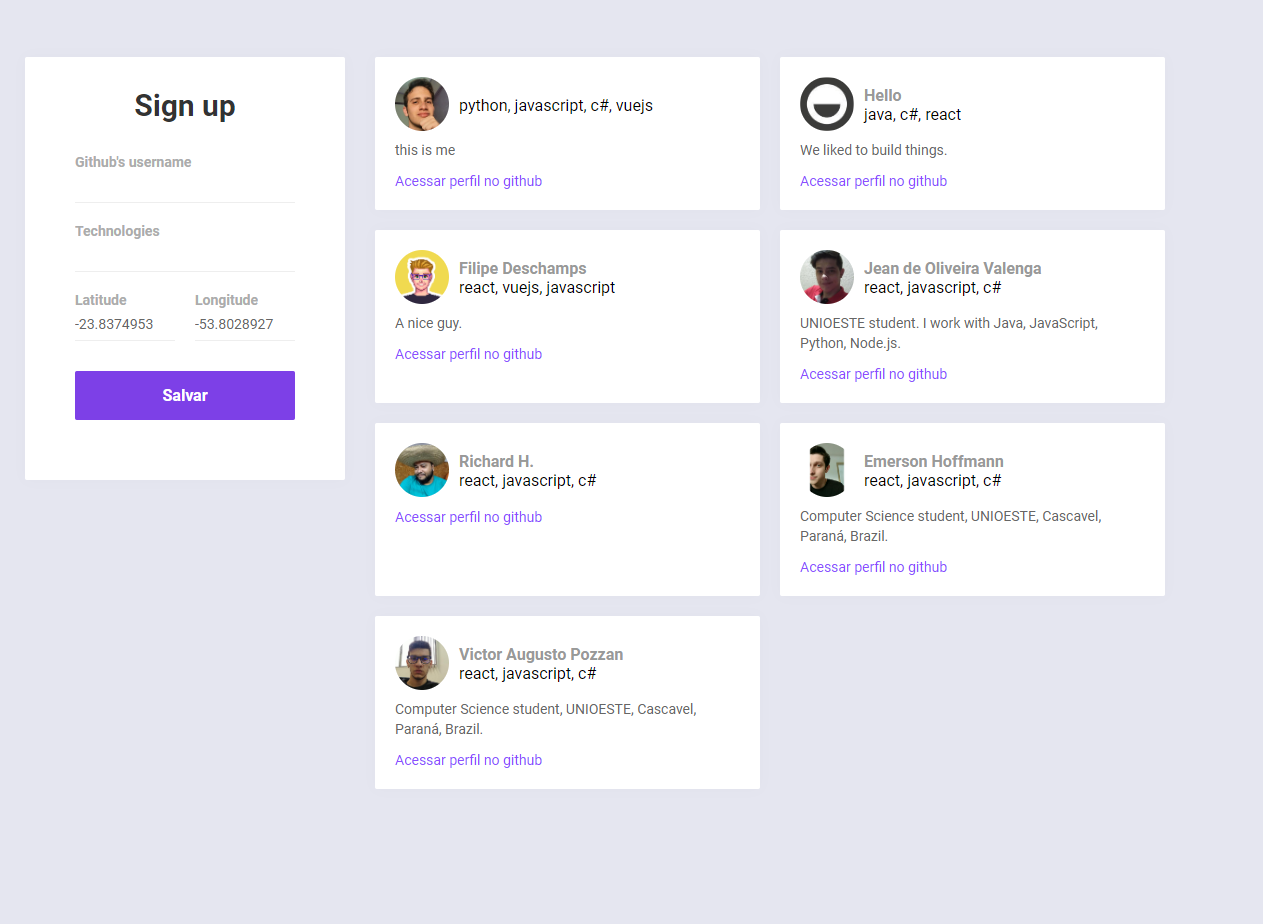 Sign up
Github's username
Technologies
Latitude
Longitude
-23.8374953
-53.8028927
Salvar
python, javascript, c#, vuejs
this is me
Acessar perfil no github
Hello
java, c#, react
We liked to build things.
Acessar perfil no github
Filipe Deschamps
react, vuejs, javascript
A nice guy.
Acessar perfil no github
Jean de Oliveira Valenga
react, javascript, c#
UNIOESTE student. I work with Java, JavaScript,
Python, Node.js.
Acessar perfil no github
Richard H.
react, javascript, c#
Acessar perfil no github
Emerson Hoffmann
react, javascript, c#
Computer Science student, UNIOESTE, Cascavel,
Paraná, Brazil.
Acessar perfil no github
Victor Augusto Pozzan
react, javascript, c#
Computer Science student, UNIOESTE, Cascavel,
Paraná, Brazil.
Acessar perfil no github